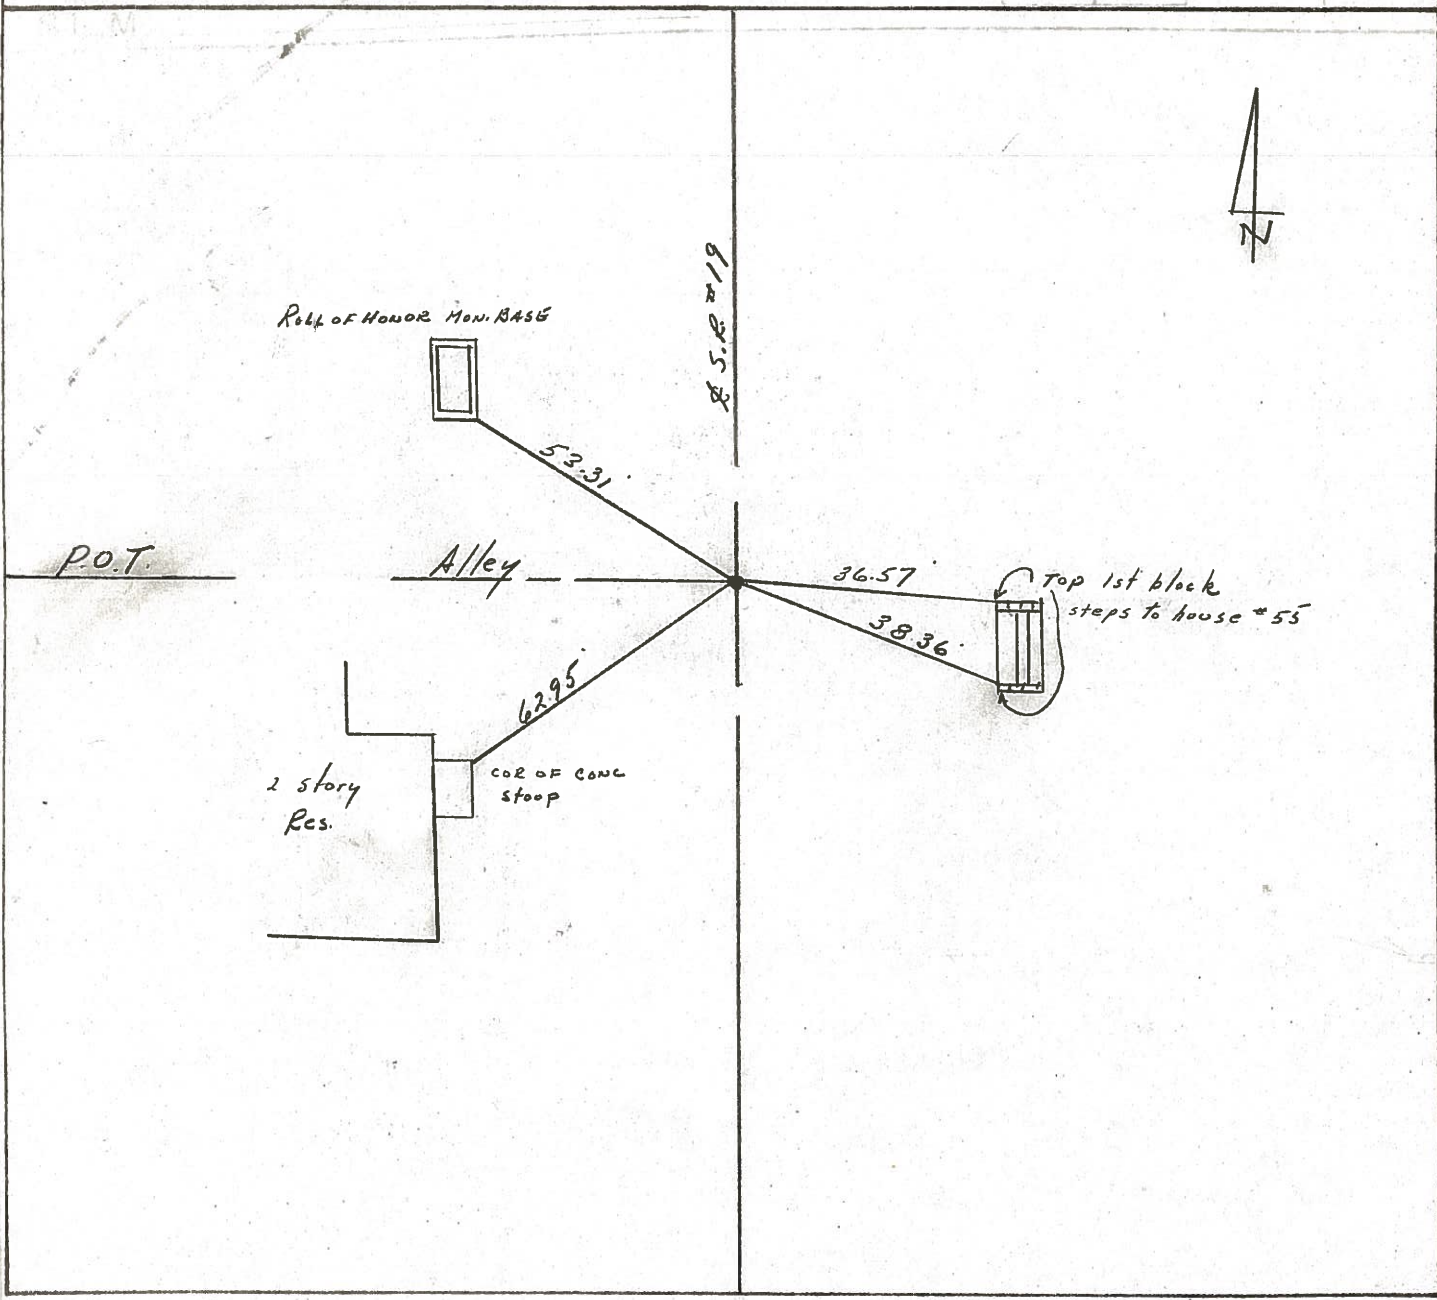 N
℄ S.R. #19
ROLL OF HONOR MON. BASE
53.31'
P.O.T.
Alley
36.57'
Top 1st block
steps to house #55
38.36'
62.95'
COR OF CONC
stoop
2 story
Res.